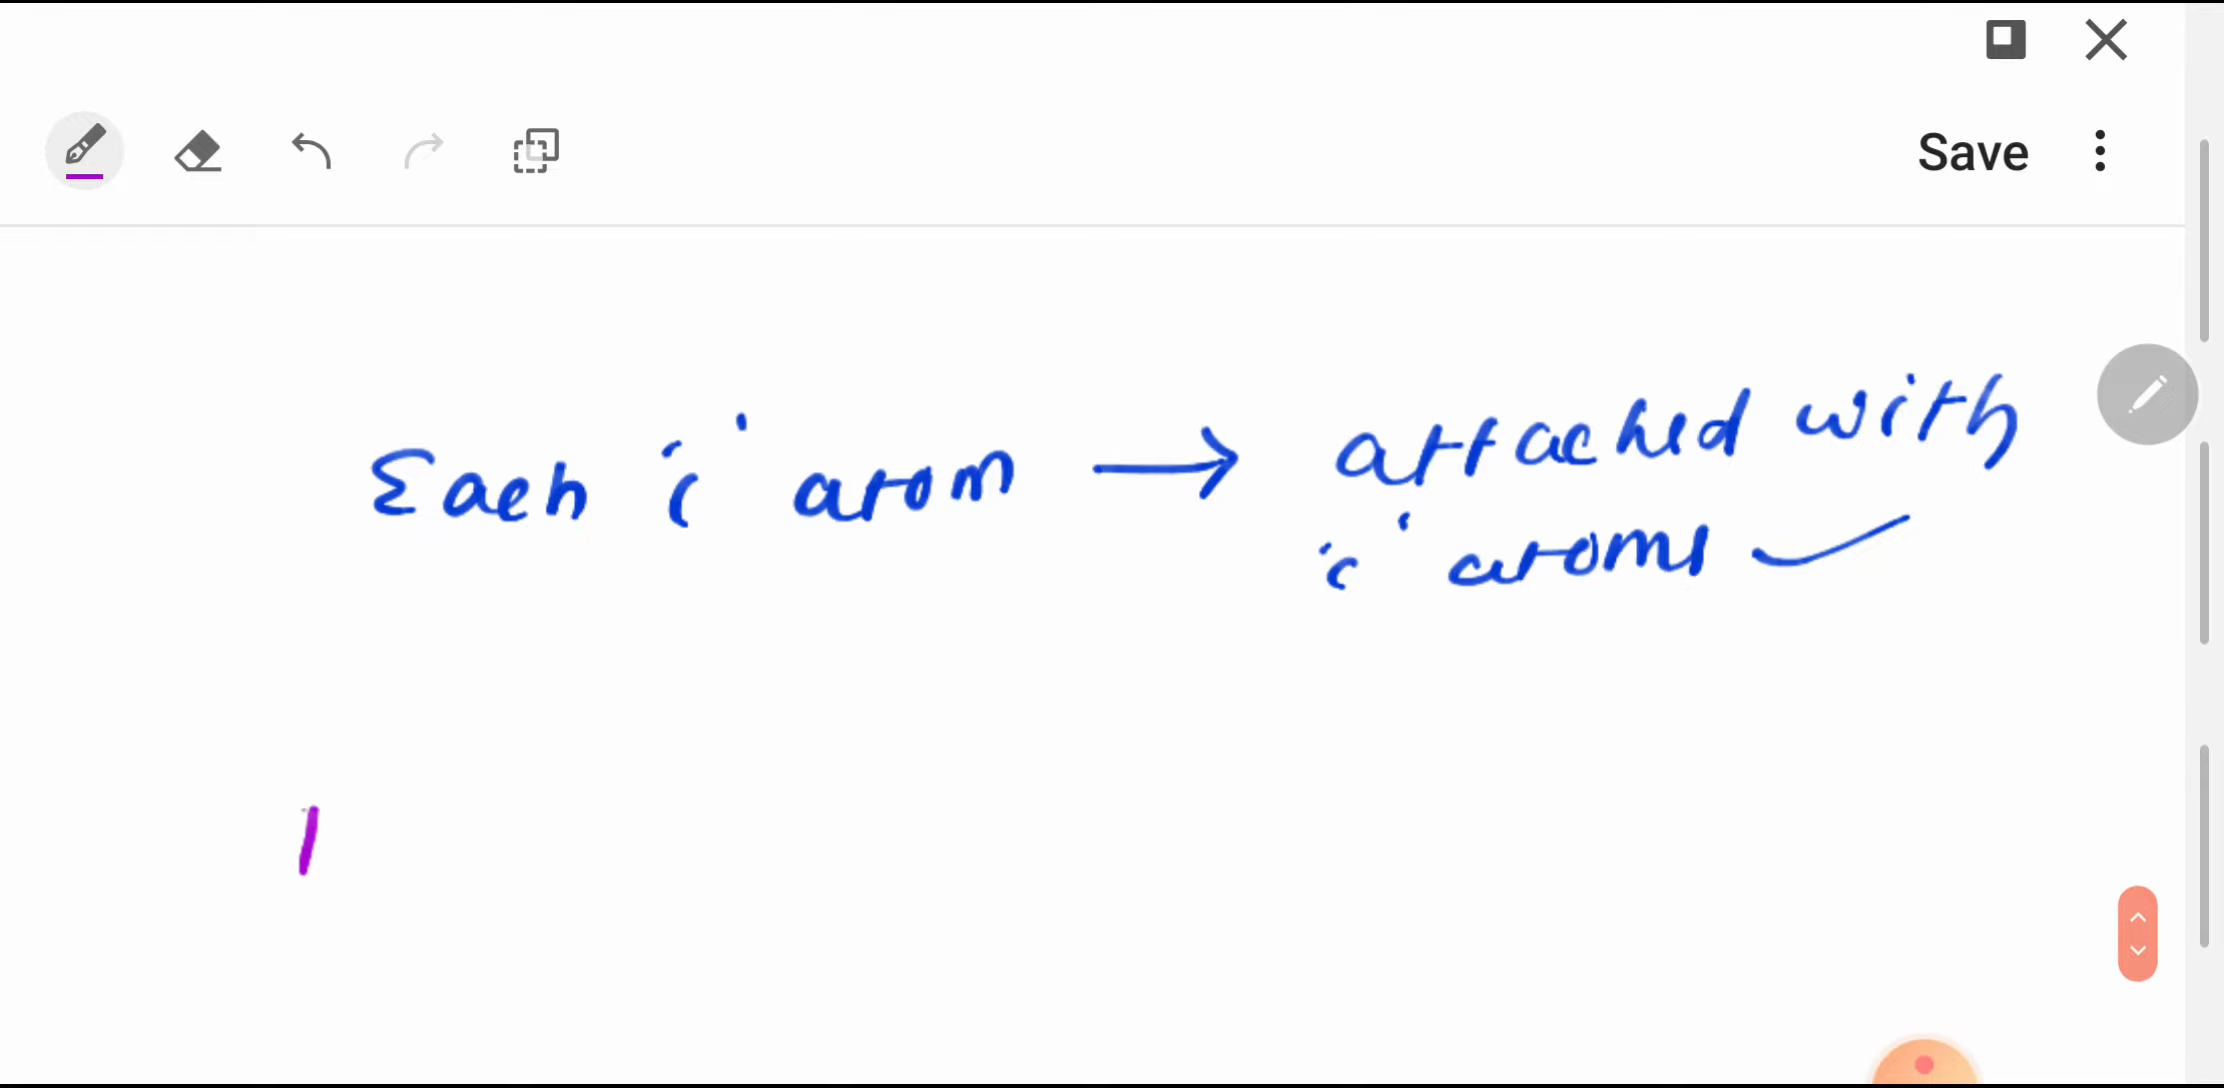 Save
Each 'c' atom → attached with
'c' atoms ✓